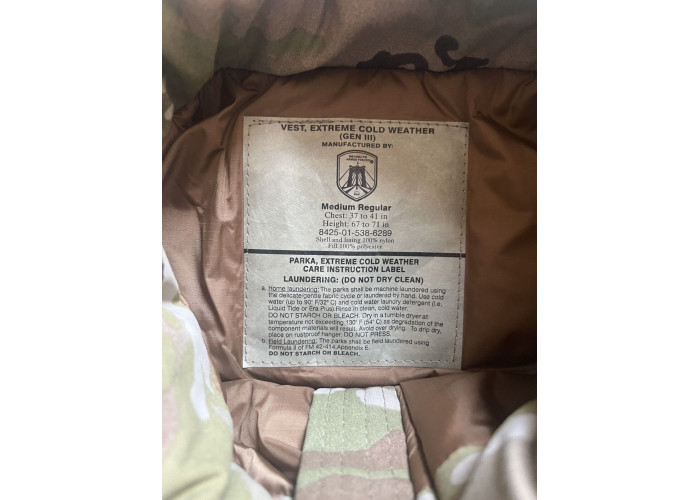 VEST, EXTREME COLD WEATHER
(GEN III)
MANUFACTURED BY:
BROOKLYN
ARMED FORCES
Medium Regular
Chest: 37 to 41 in
Height: 67 to 71 in
8425-01-538-6289
Shell and lining 100% nylon
Fill 100% polyester
PARKA, EXTREME COLD WEATHER
CARE INSTRUCTION LABEL
LAUNDERING: (DO NOT DRY CLEAN)
a. Home laundering: The parks shall be machine laundered using
the delicate/gentle fabric cycle or laundered by hand. Use cold
water (up to 90° F/32° C) and cold water laundry detergent (i.e.
Liquid Tide or Era Plus) Rinse in clean, cold water.
DO NOT STARCH OR BLEACH. Dry in a tumble dryer at
temperature not exceeding 130° F (54° C) as degradation of the
component materials will result. Avoid over drying. To drip dry,
place on rustproof hanger. DO NOT PRESS.
b. Field Laundering: The parks shall be field laundered using
Formula II of FM 42-414, Appendix E.
DO NOT STARCH OR BLEACH.